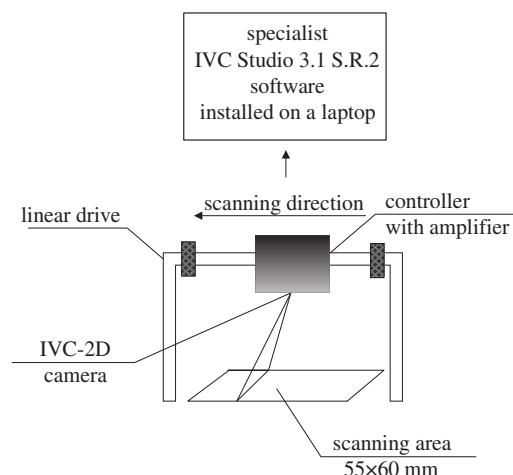 specialist
IVC Studio 3.1 S.R.2
software
installed on a laptop
scanning direction
controller
with amplifier
linear drive
IVC-2D
camera
scanning area
55×60 mm